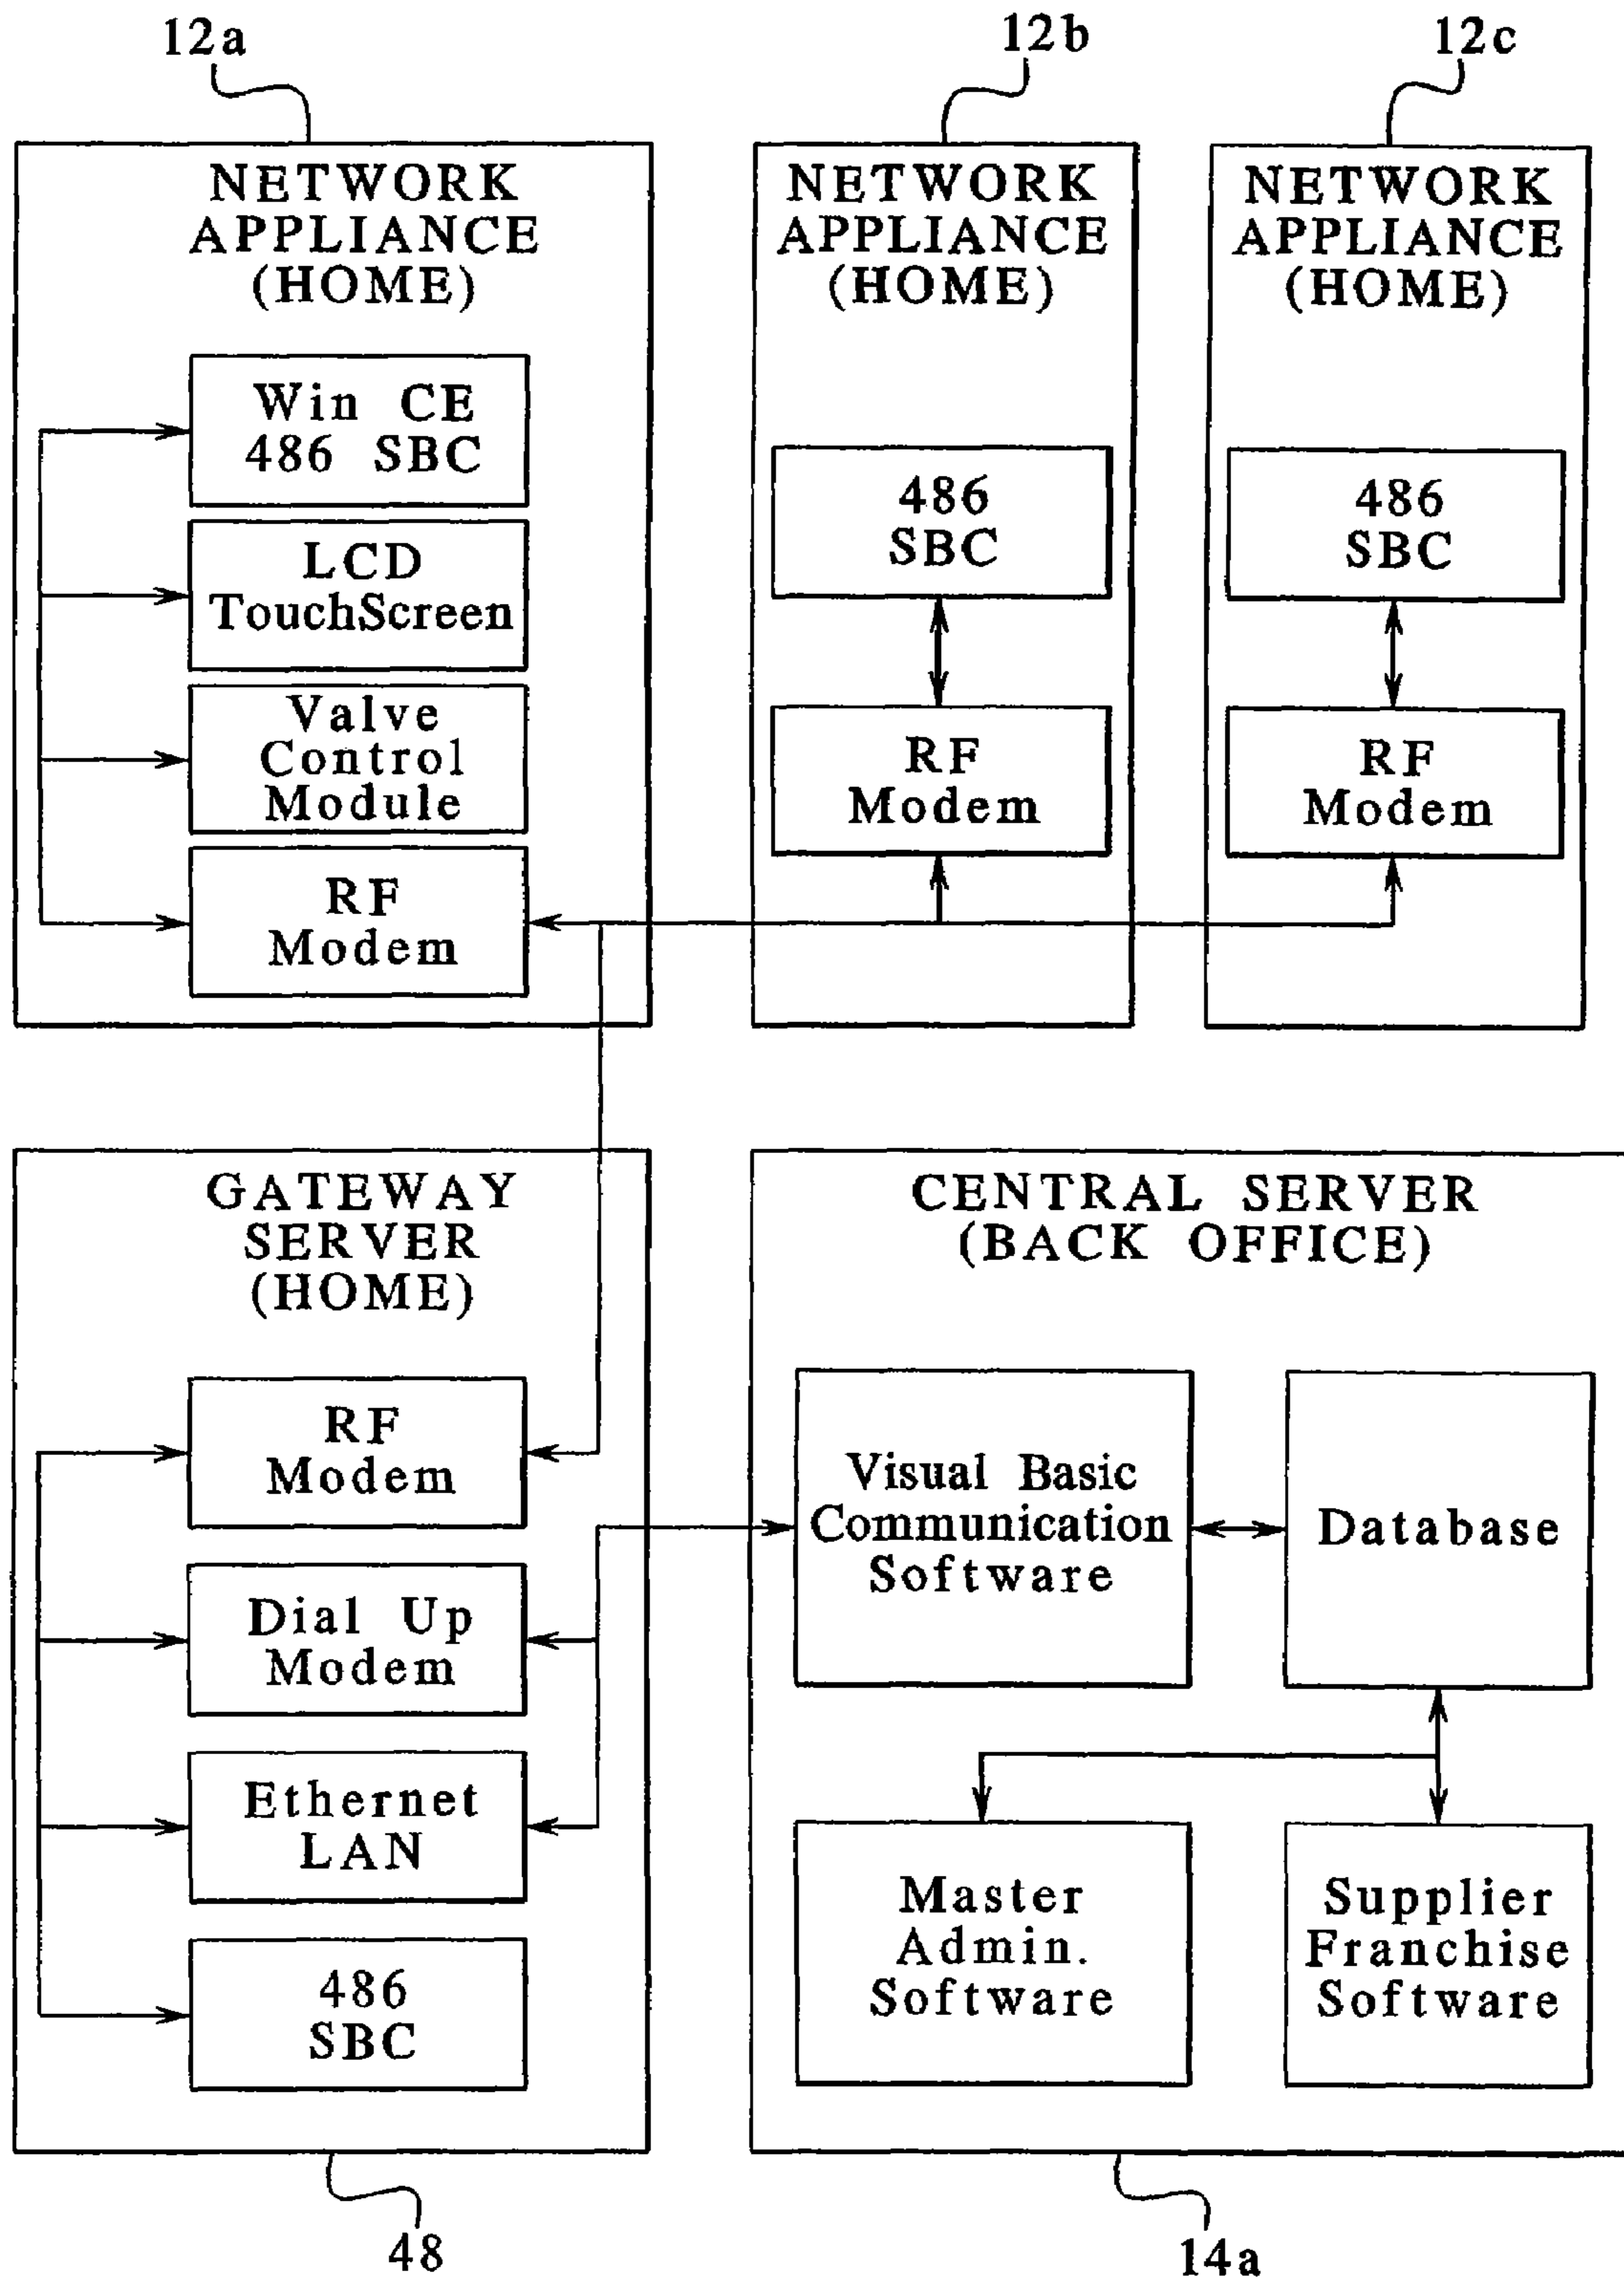 12a
12b
12c
NETWORK
APPLIANCE
(HOME)
Win CE
486 SBC
LCD
TouchScreen
Valve
Control
Module
RF
Modem
NETWORK
APPLIANCE
(HOME)
486
SBC
RF
Modem
NETWORK
APPLIANCE
(HOME)
486
SBC
RF
Modem
GATEWAY
SERVER
(HOME)
RF
Modem
Dial Up
Modem
Ethernet
LAN
486
SBC
48
CENTRAL SERVER
(BACK OFFICE)
Visual Basic
Communication
Software
Database
Master
Admin.
Software
Supplier
Franchise
Software
14a